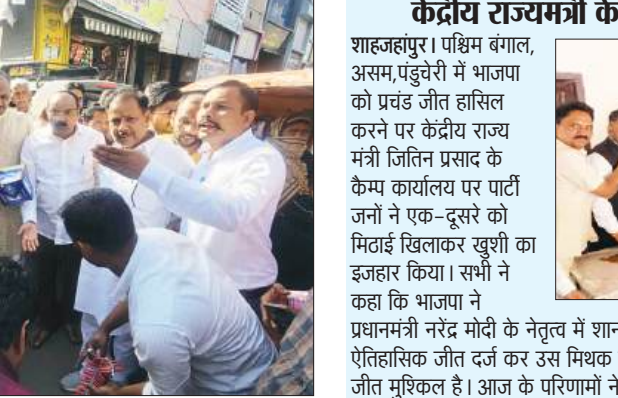 केंद्रीय राज्यमंत्री के
शाहजहांपुर। पश्चिम बंगाल,
असम,पंडुचेरी में भाजपा
को प्रचंड जीत हासिल
करने पर केंद्रीय राज्य
मंत्री जितिन प्रसाद के
कैम्प कार्यालय पर पार्टी
जनों ने एक-दूसरे को
मिठाई खिलाकर खुशी का
इजहार किया। सभी ने
कहा कि भाजपा ने
प्रधानमंत्री नरेंद्र मोदी के नेतृत्व में
ऐतिहासिक जीत दर्ज कर उस मिथक
जीत मुश्किल है। आज के परिणामों ने